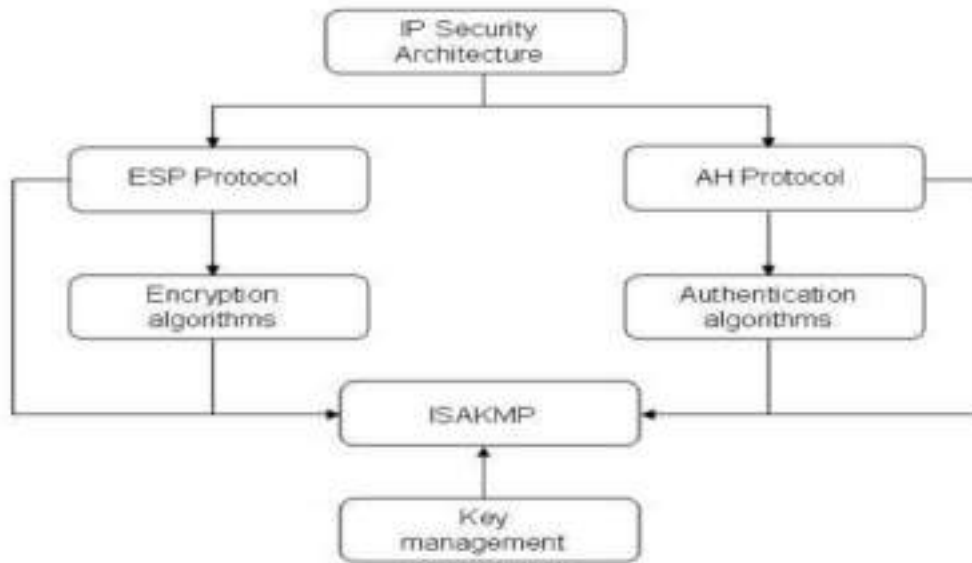 IP Security
Architecture
ESP Protocol
AH Protocol
Encryption
algorithms
Authentication
algorithms
ISAKMP
Key
management